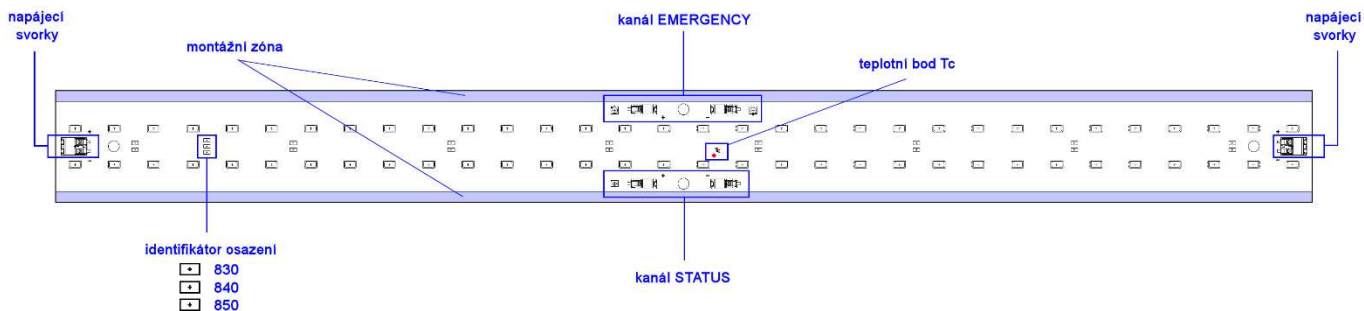 napájecí
svorky
kanál EMERGENCY
napájecí
svorky
montážní zóna
teplotní bod Tc
identifikátor osazení
830
840
850
kanál STATUS